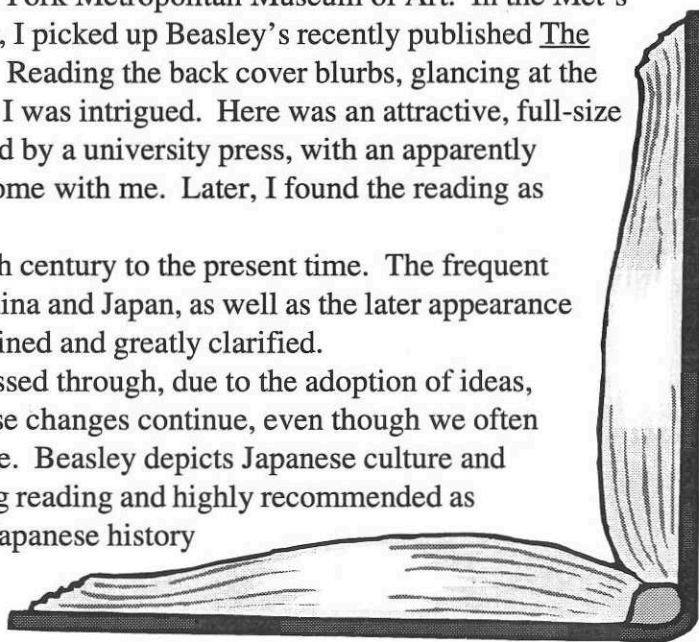 Fork Metropolitan Museum of Art. In the Met's
, I picked up Beasley's recently published The
Reading the back cover blurbs, glancing at the
I was intrigued. Here was an attractive, full-size
d by a university press, with an apparently
ome with me. Later, I found the reading as
h century to the present time. The frequent
ina and Japan, as well as the later appearance
ined and greatly clarified.
ssed through, due to the adoption of ideas,
se changes continue, even though we often
e. Beasley depicts Japanese culture and
g reading and highly recommended as
apanese history